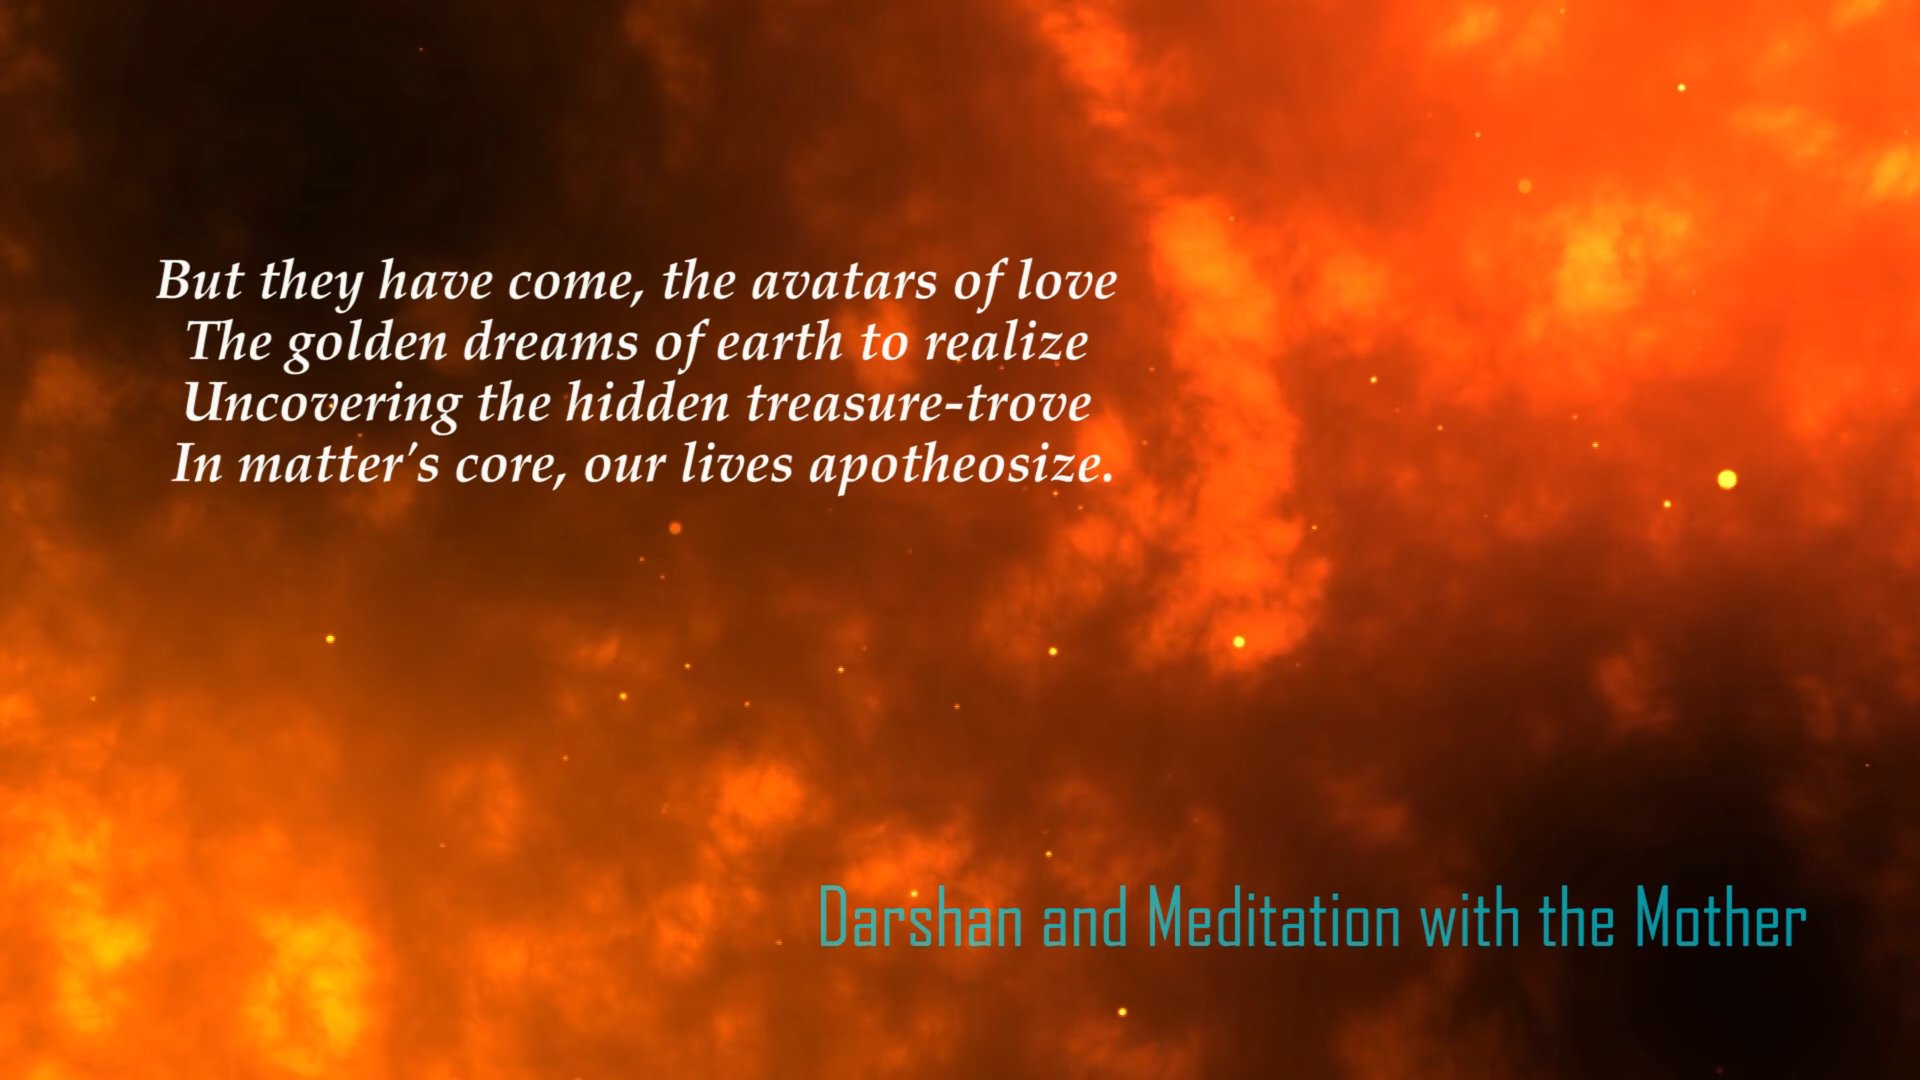 But they have come, the avatars of love
The golden dreams of earth to realize
Uncovering the hidden treasure-trove
In matter's core, our lives apotheosize.
Darshan and Meditation with the Mother